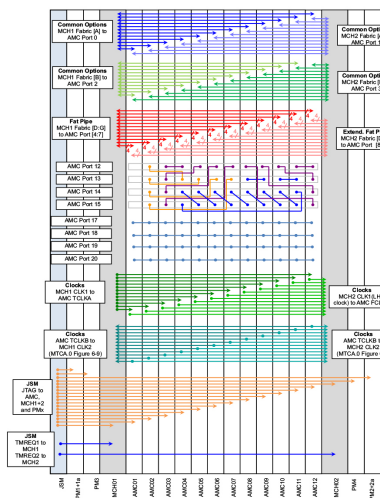 Common Options
MCH1 Fabric [A] to
AMC Port 0
Common Opti
MCH2 Fabric [
AMC Port 1
Common Options
MCH1 Fabric [B] to
AMC Port 2
Common Opti
MCH2 Fabric [
AMC Port 3
Fat Pipe
MCH1 Fabric [D:G]
to AMC Port [4:7]
Extend. Fat P
MCH2 Fabric [
to AMC Port [8
AMC Port 12
AMC Port 13
AMC Port 14
AMC Port 15
AMC Port 17
AMC Port 18
AMC Port 19
AMC Port 20
Clocks
MCH1 CLK1 to
AMC TCLKA
Clocks
MCH2 CLK1(LH
clock) to AMC FCL
Clocks
AMC TCLKB to
MCH1 CLK2
(MTCA.0 Figure 6-9)
Clocks
AMC TCLKB to
MCH2 CLK2
(MTCA.0 Figure 6
JSM
JTAG to
AMC,
MCH1+2
and PMx
JSM
TMREQ1 to
MCH1
TMREQ2 to
MCH2
JSM
PM1+1a
PM3
MCH01
AMC01
AMC02
AMC03
AMC04
AMC05
AMC06
AMC07
AMC08
AMC09
AMC10
AMC11
AMC12
MCH02
PM4
PM2+2a